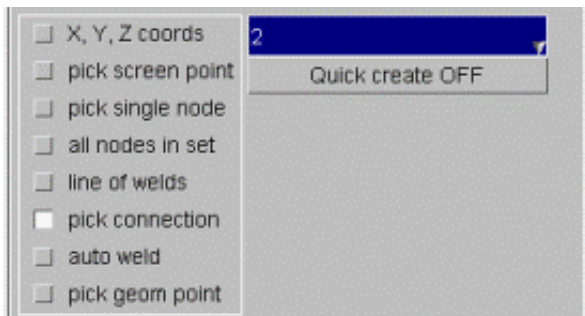 X, Y, Z coords
pick screen point
pick single node
all nodes in set
line of welds
pick connection
auto weld
pick geom point
2
Quick create OFF